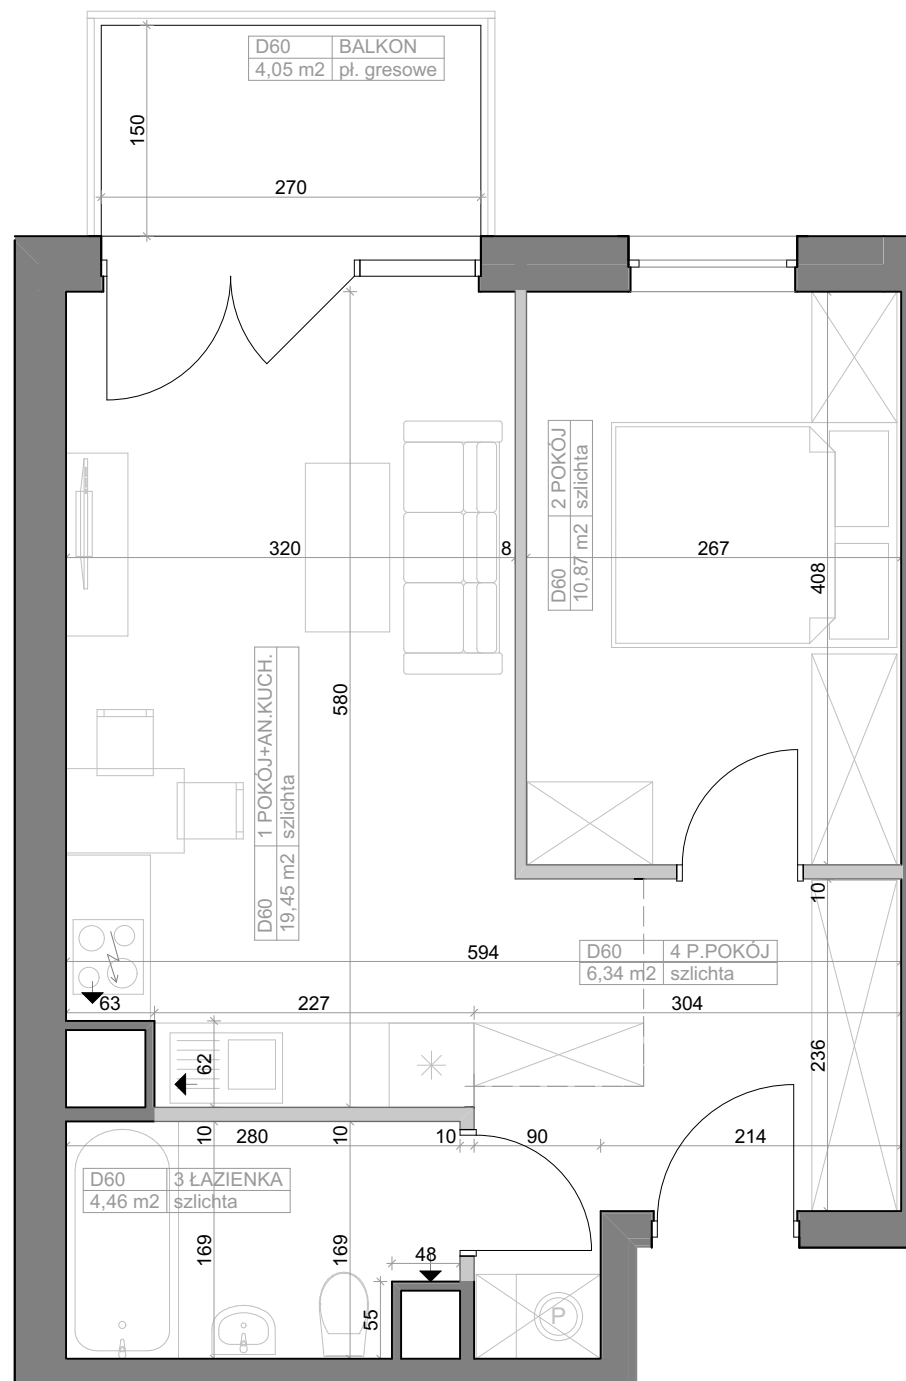 D60 BALKON
4,05 m2 pł. gresowe
150
270
D60 2 POKÓJ
10,87 m2 szlichta
320
8
267
408
D60 1 POKÓJ+AN.KUCH.
19,45 m2 szlichta
580
10
594
D60 4 P.POKÓJ
6,34 m2 szlichta
63
227
304
62
236
10
280
10
10
90
214
D60 3 ŁAZIENKA
4,46 m2 szlichta
169
169
48
55
P